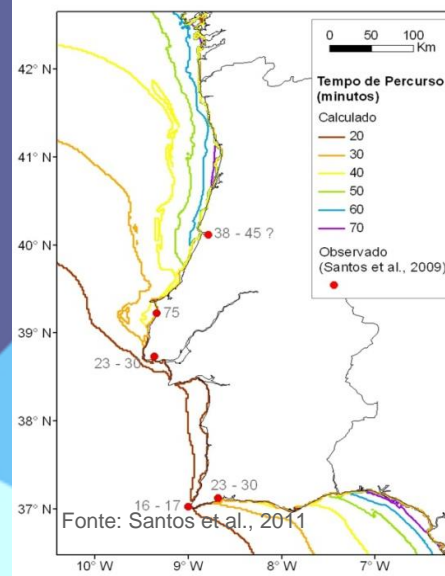 42° N
41° N
40° N
39° N
38° N
37° N
10° W
9° W
8° W
7° W
0 50 100
Km
Tempo de Percurso
(minutos)
Calculado
20
30
40
50
60
70
Observado
(Santos et al., 2009)
38 - 45 ?
75
23 - 30
23 - 30
16 - 17
Fonte: Santos et al., 2011